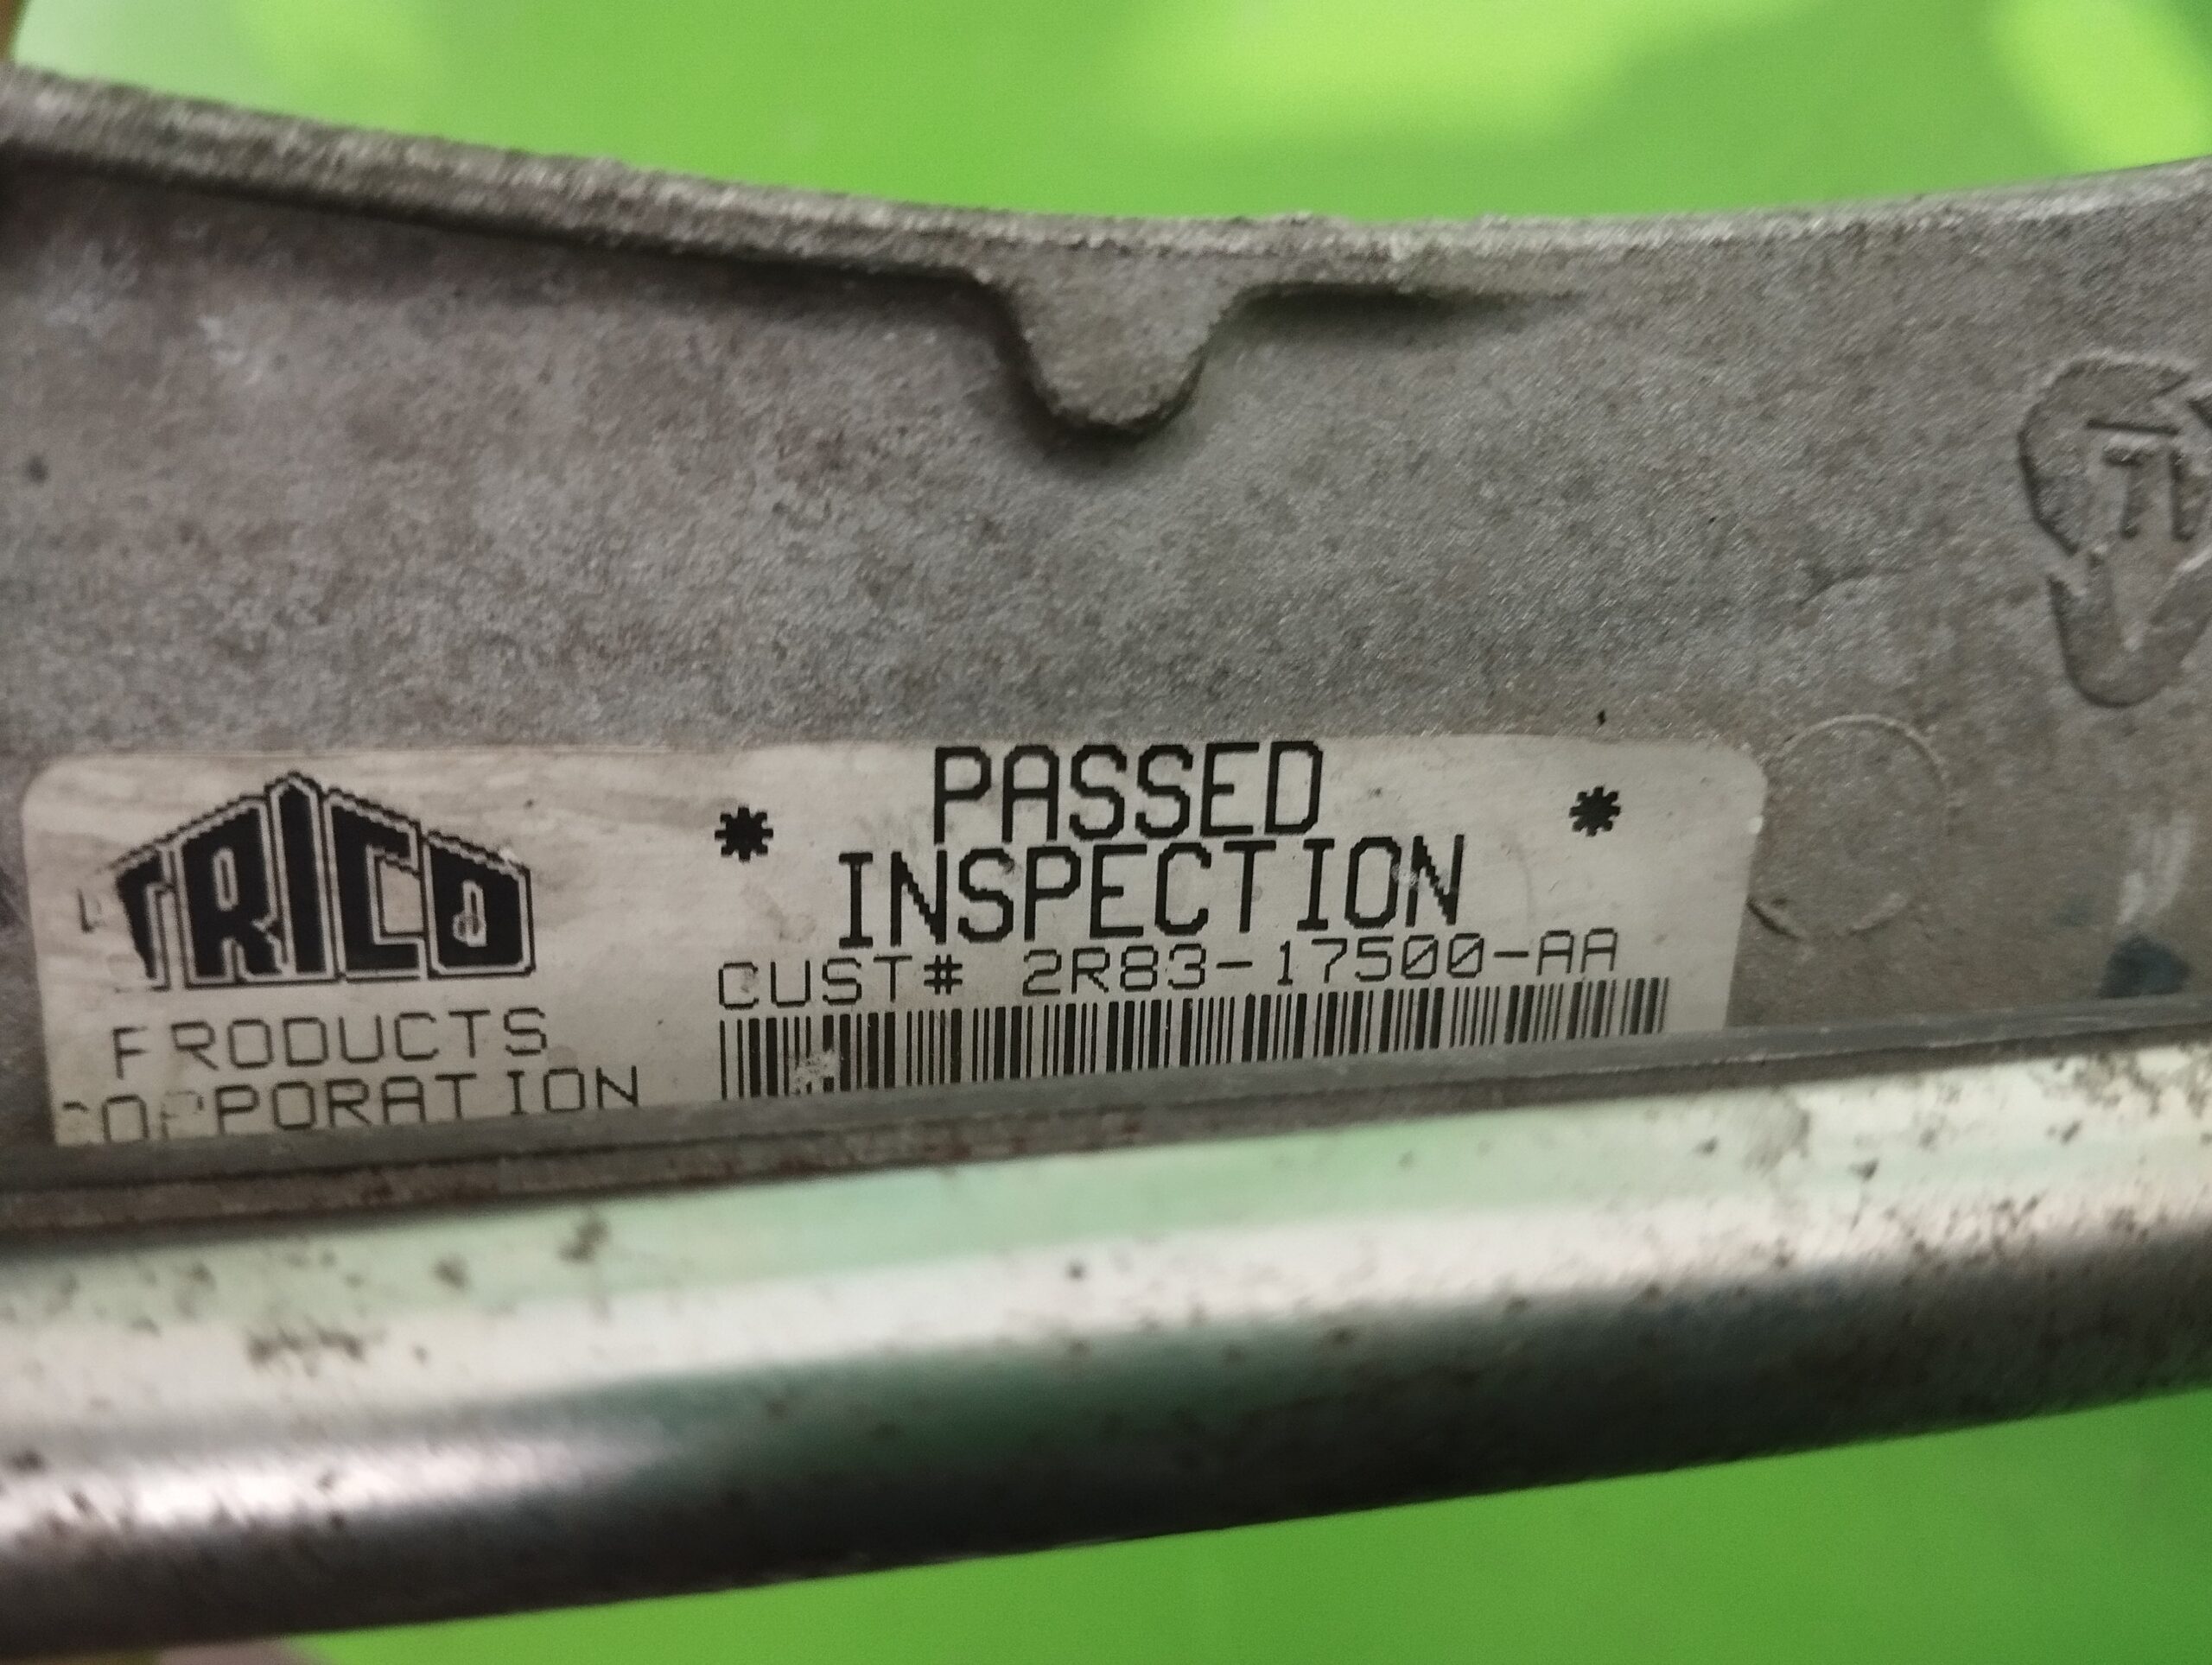 TRICO
PRODUCTS
CORPORATION
* PASSED *
INSPECTION
CUST# 2R83-17500-AA